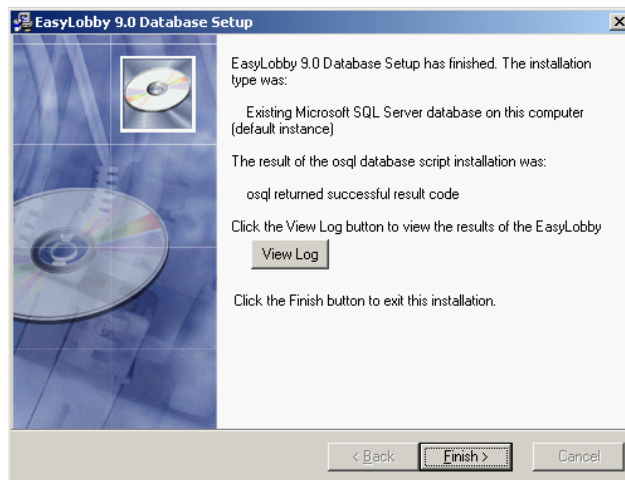 EasyLobby 9.0 Database Setup
EasyLobby 9.0 Database Setup has finished. The installation
type was:
Existing Microsoft SQL Server database on this computer
(default instance)
The result of the osql database script installation was:
osql returned successful result code
Click the View Log button to view the results of the EasyLobby
View Log
Click the Finish button to exit this installation.
< Back
Finish >
Cancel